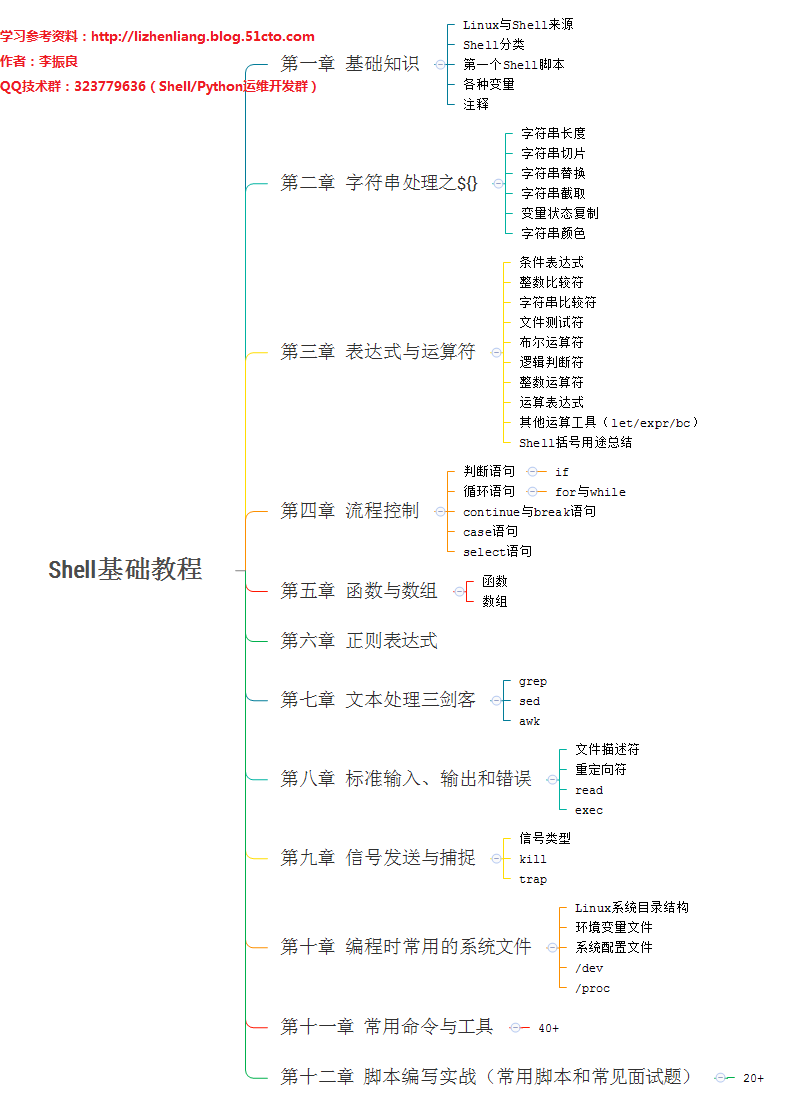 学习参考资料：http://lizhenliang.blog.51cto.com
作者：李振良
QQ技术群：323779636（Shell/Python运维开发群）
Shell基础教程
第一章 基础知识
Linux与Shell来源
Shell分类
第一个Shell脚本
各种变量
注释
第二章 字符串处理之${}
字符串长度
字符串切片
字符串替换
字符串截取
变量状态复制
字符串颜色
第三章 表达式与运算符
条件表达式
整数比较符
字符串比较符
文件测试符
布尔运算符
逻辑判断符
整数运算符
运算表达式
其他运算工具（let/expr/bc）
Shell括号用途总结
第四章 流程控制
判断语句
if
循环语句
for与while
continue与break语句
case语句
select语句
第五章 函数与数组
函数
数组
第六章 正则表达式
第七章 文本处理三剑客
grep
sed
awk
第八章 标准输入、输出和错误
文件描述符
重定向符
read
exec
第九章 信号发送与捕捉
信号类型
kill
trap
第十章 编程时常用的系统文件
Linux系统目录结构
环境变量文件
系统配置文件
/dev
/proc
第十一章 常用命令与工具
40+
第十二章 脚本编写实战（常用脚本和常见面试题）
20+